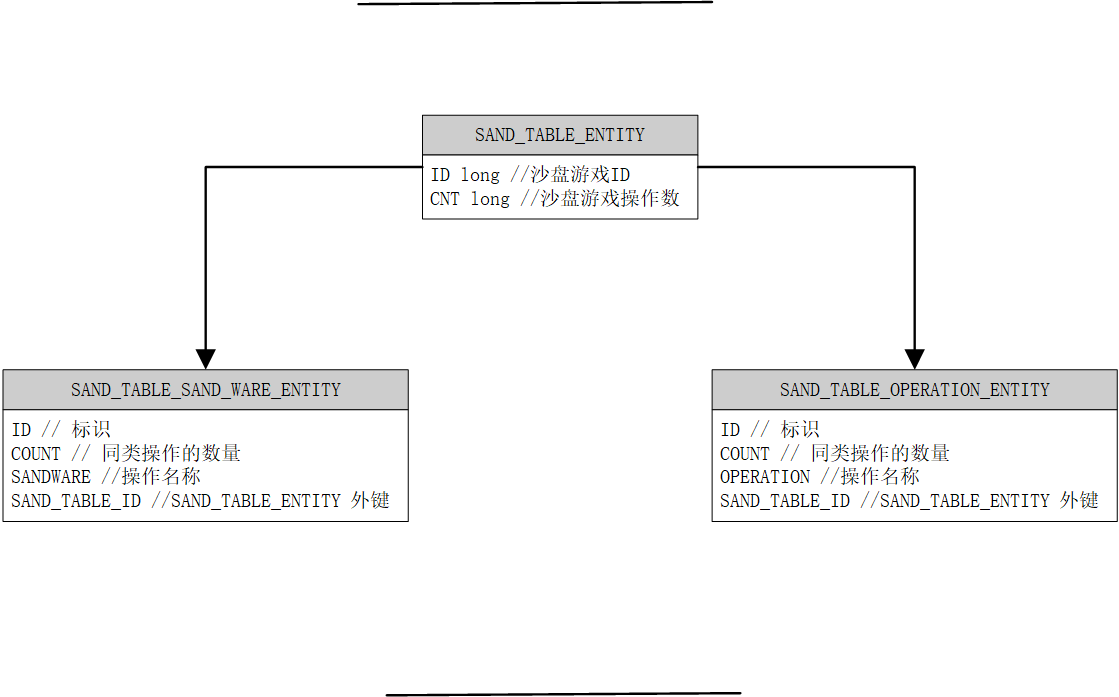 SAND_TABLE_ENTITY
ID long //沙盘游戏ID
CNT long //沙盘游戏操作数
SAND_TABLE_SAND_WARE_ENTITY
ID // 标识
COUNT // 同类操作的数量
SANDWARE //操作名称
SAND_TABLE_ID //SAND_TABLE_ENTITY 外键
SAND_TABLE_OPERATION_ENTITY
ID // 标识
COUNT // 同类操作的数量
OPERATION //操作名称
SAND_TABLE_ID //SAND_TABLE_ENTITY 外键